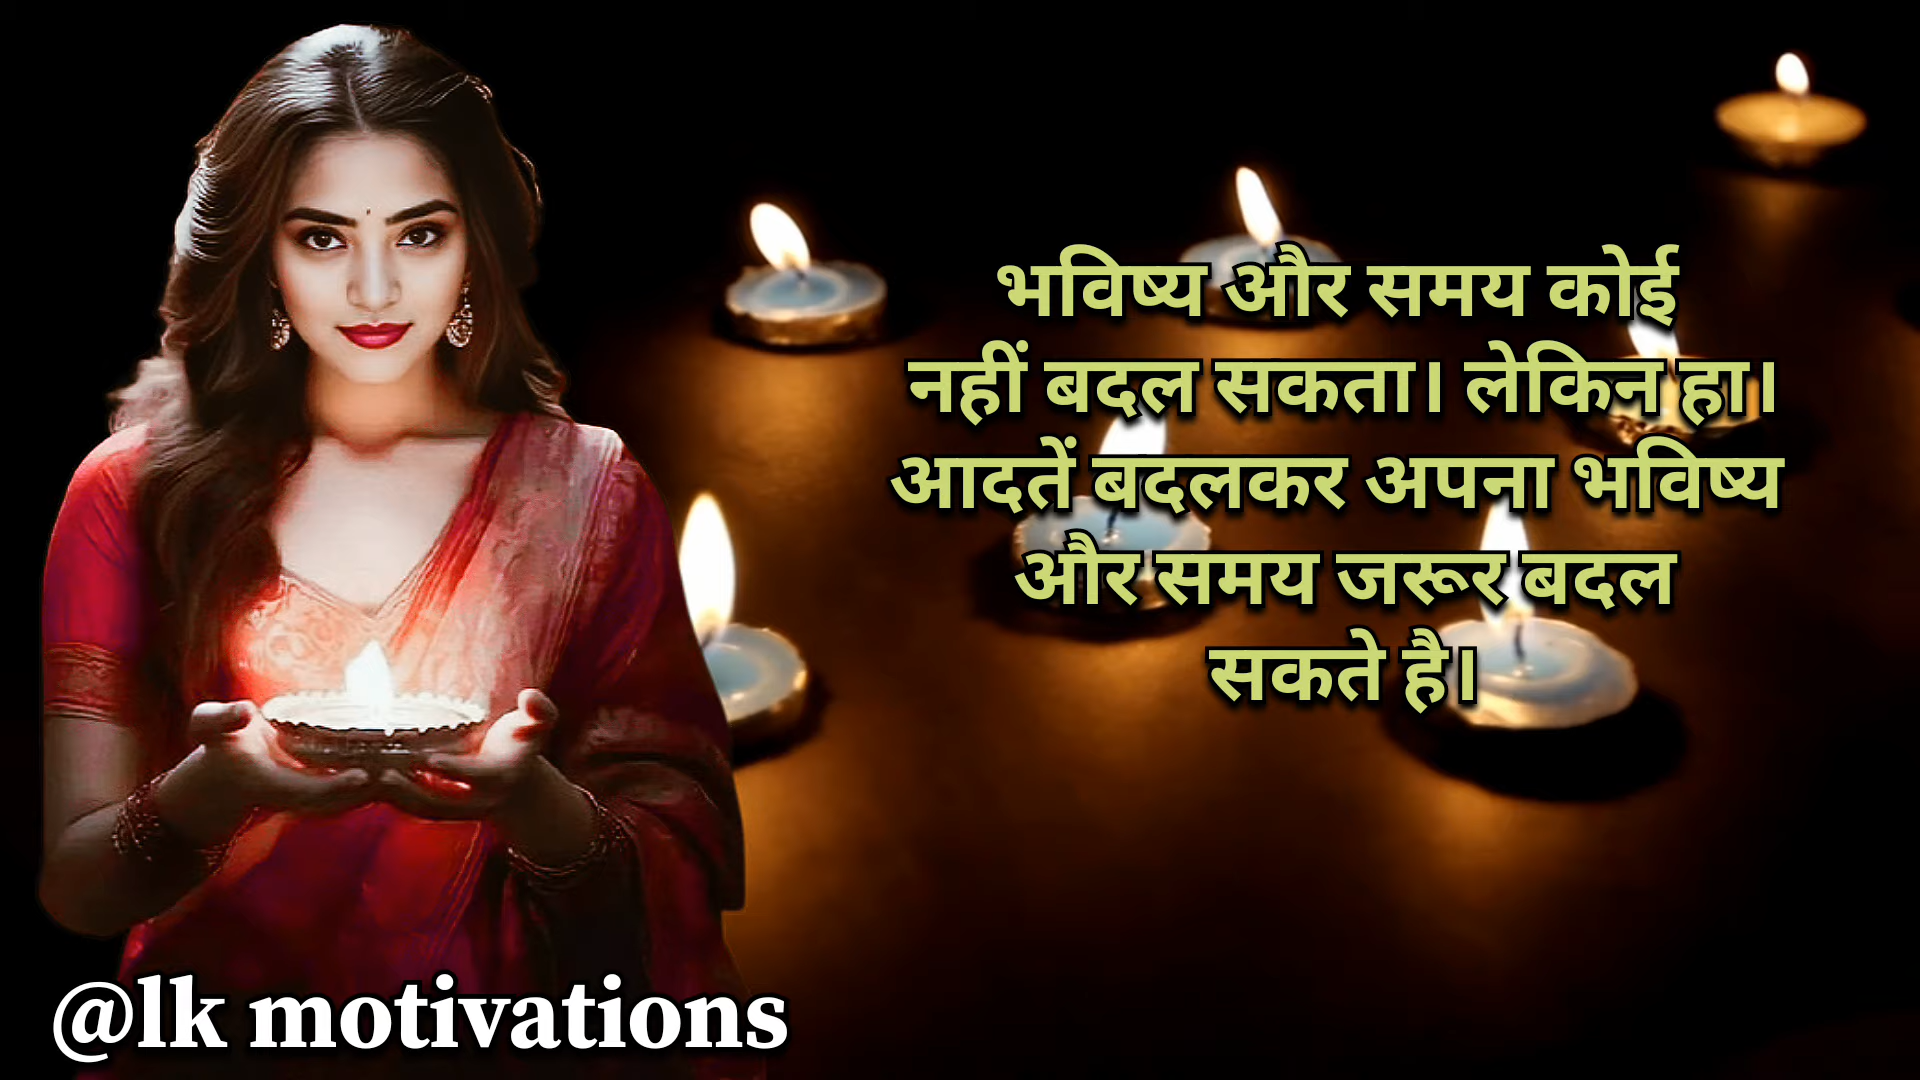 भविष्य और समय कोई
नहीं बदल सकता। लेकिन हा।
आदतें बदलकर अपना भविष्य
और समय जरूर बदल
सकते है।
@lk motivations